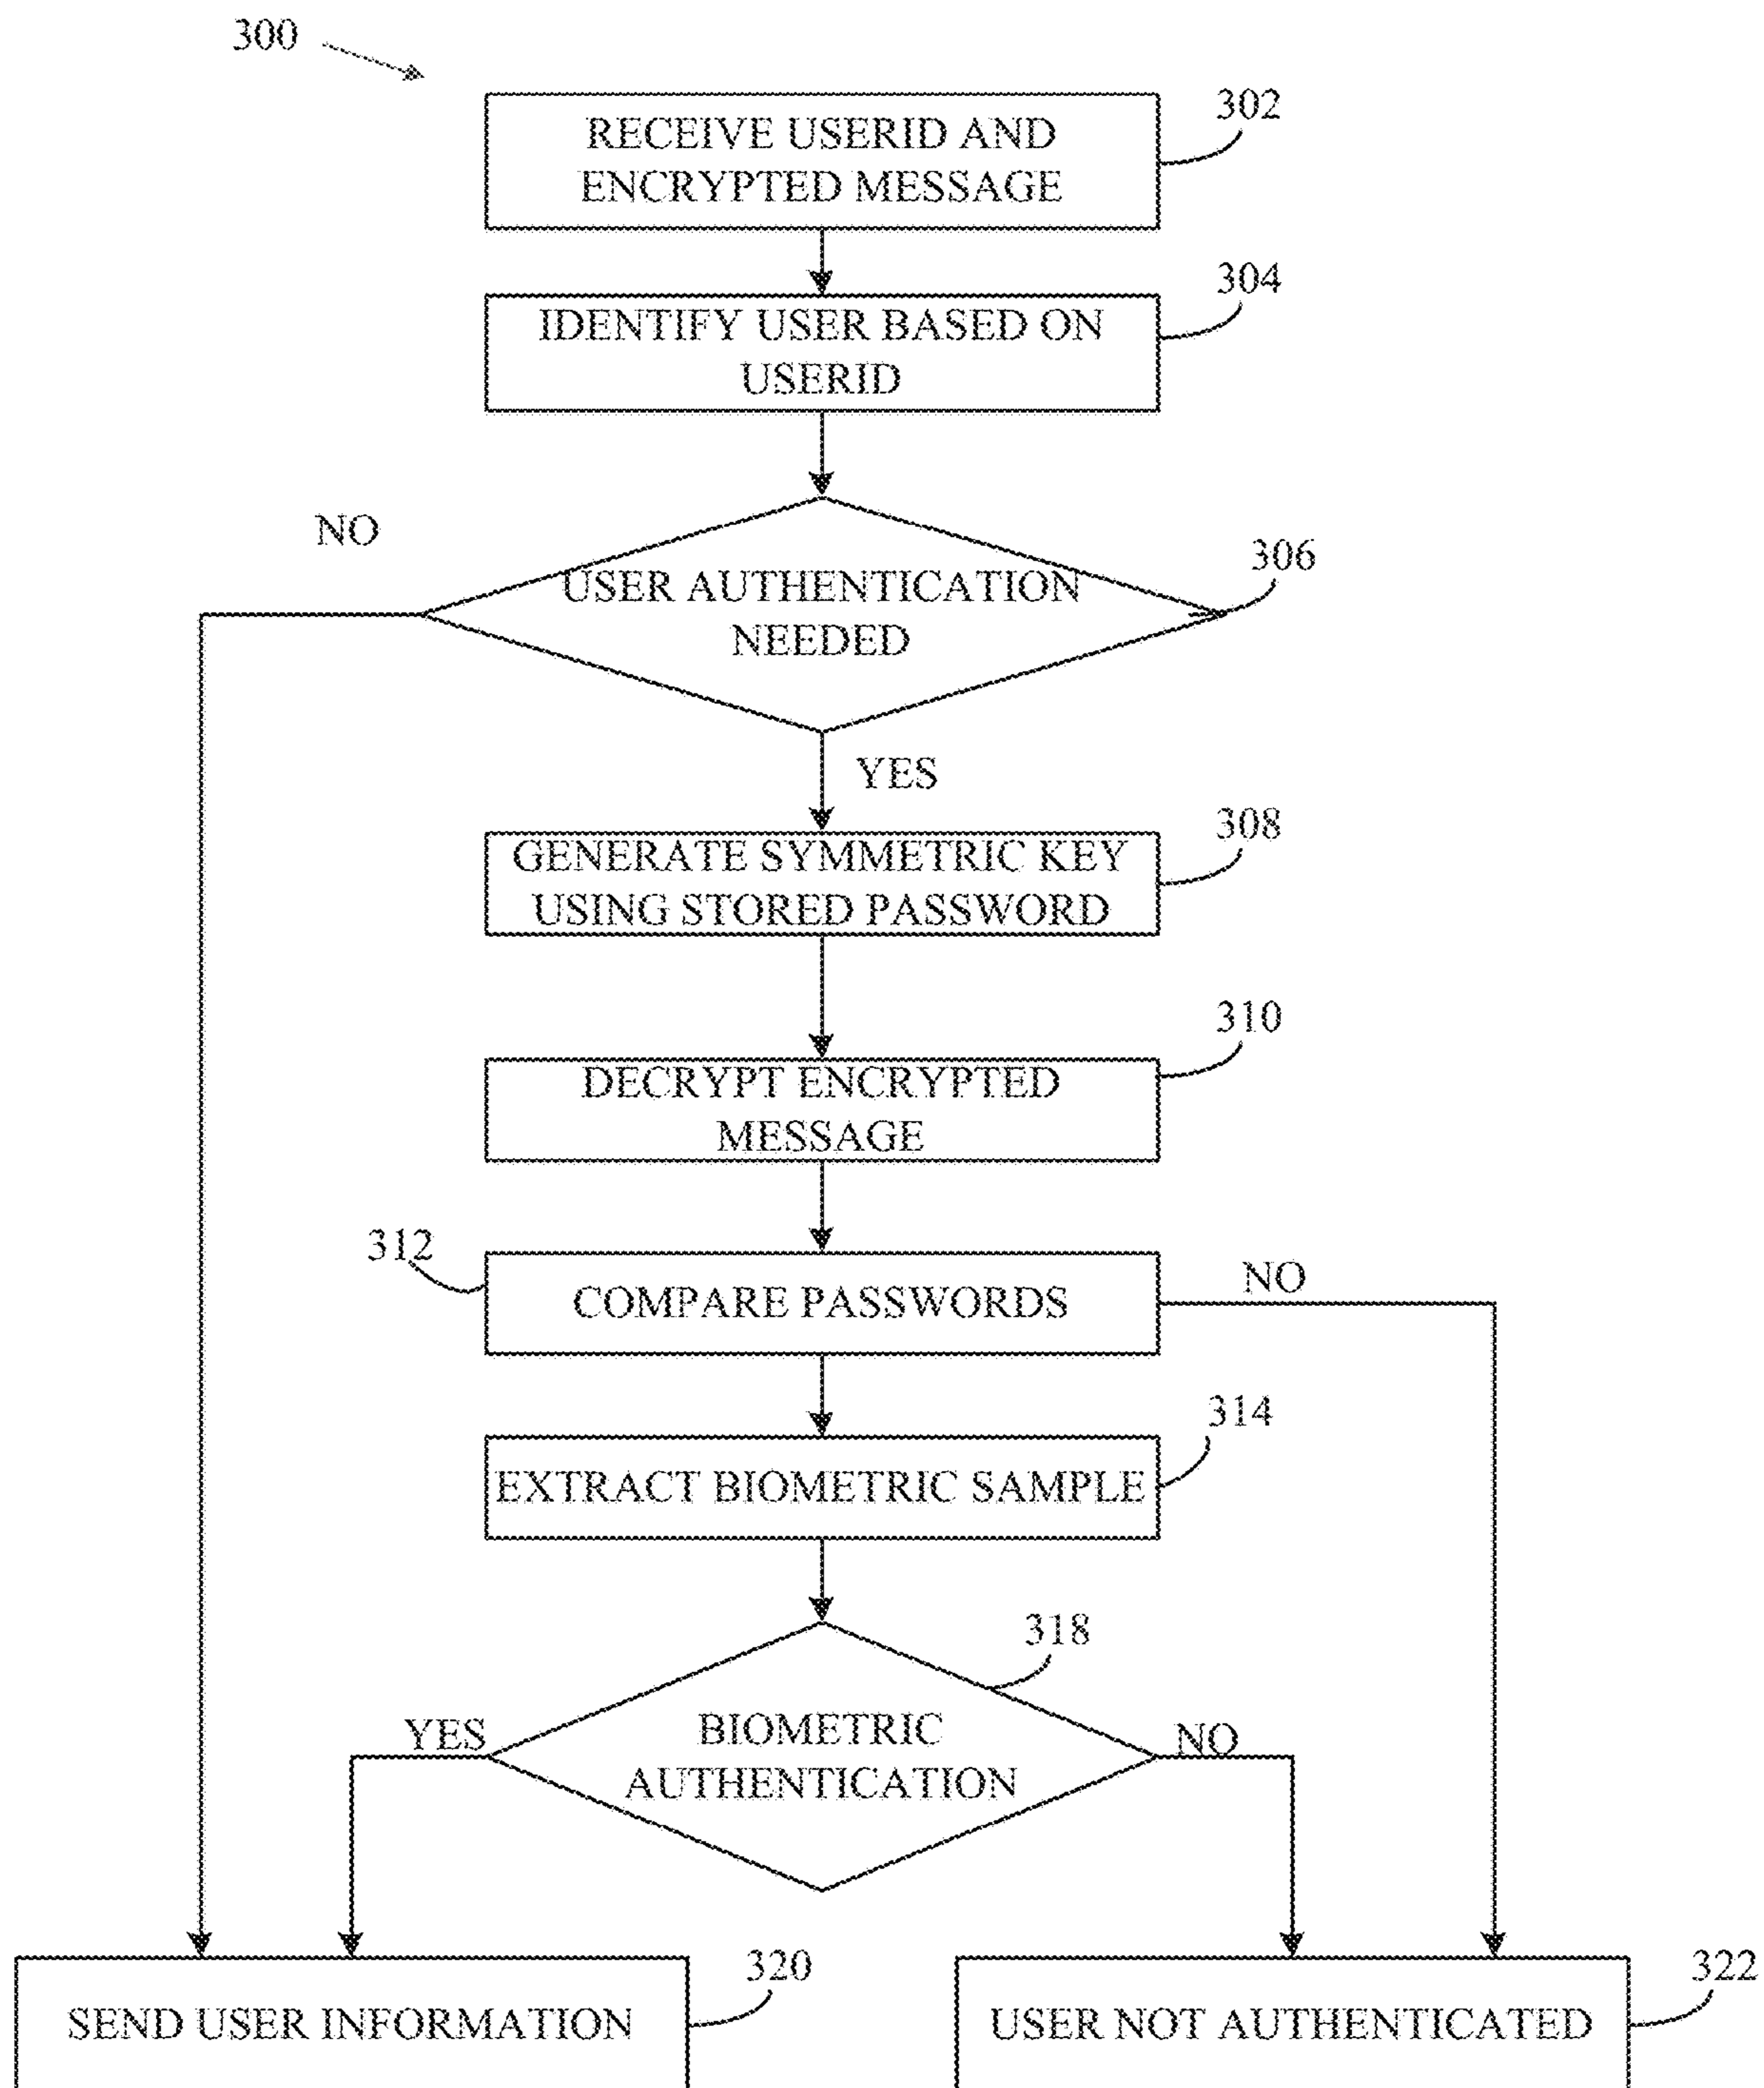 300
RECEIVE USERID AND
ENCRYPTED MESSAGE
302
IDENTIFY USER BASED ON
USERID
304
NO
USER AUTHENTICATION
NEEDED
306
YES
GENERATE SYMMETRIC KEY
USING STORED PASSWORD
308
DECRYPT ENCRYPTED
MESSAGE
310
312
COMPARE PASSWORDS
NO
EXTRACT BIOMETRIC SAMPLE
314
318
YES
BIOMETRIC
AUTHENTICATION
NO
SEND USER INFORMATION
320
USER NOT AUTHENTICATED
322